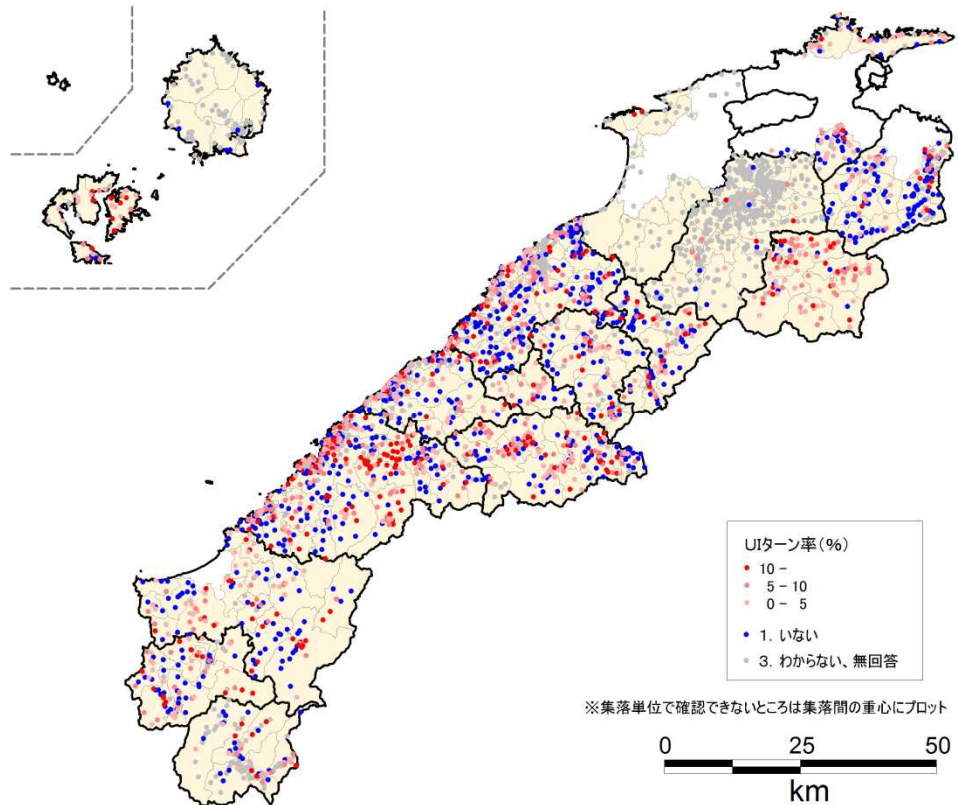 UIターン率(%)
10 -
5 - 10
0 - 5
1. いない
3. わからない、無回答
※集落単位で確認できないところは集落間の重心にプロット
0 25 50
km